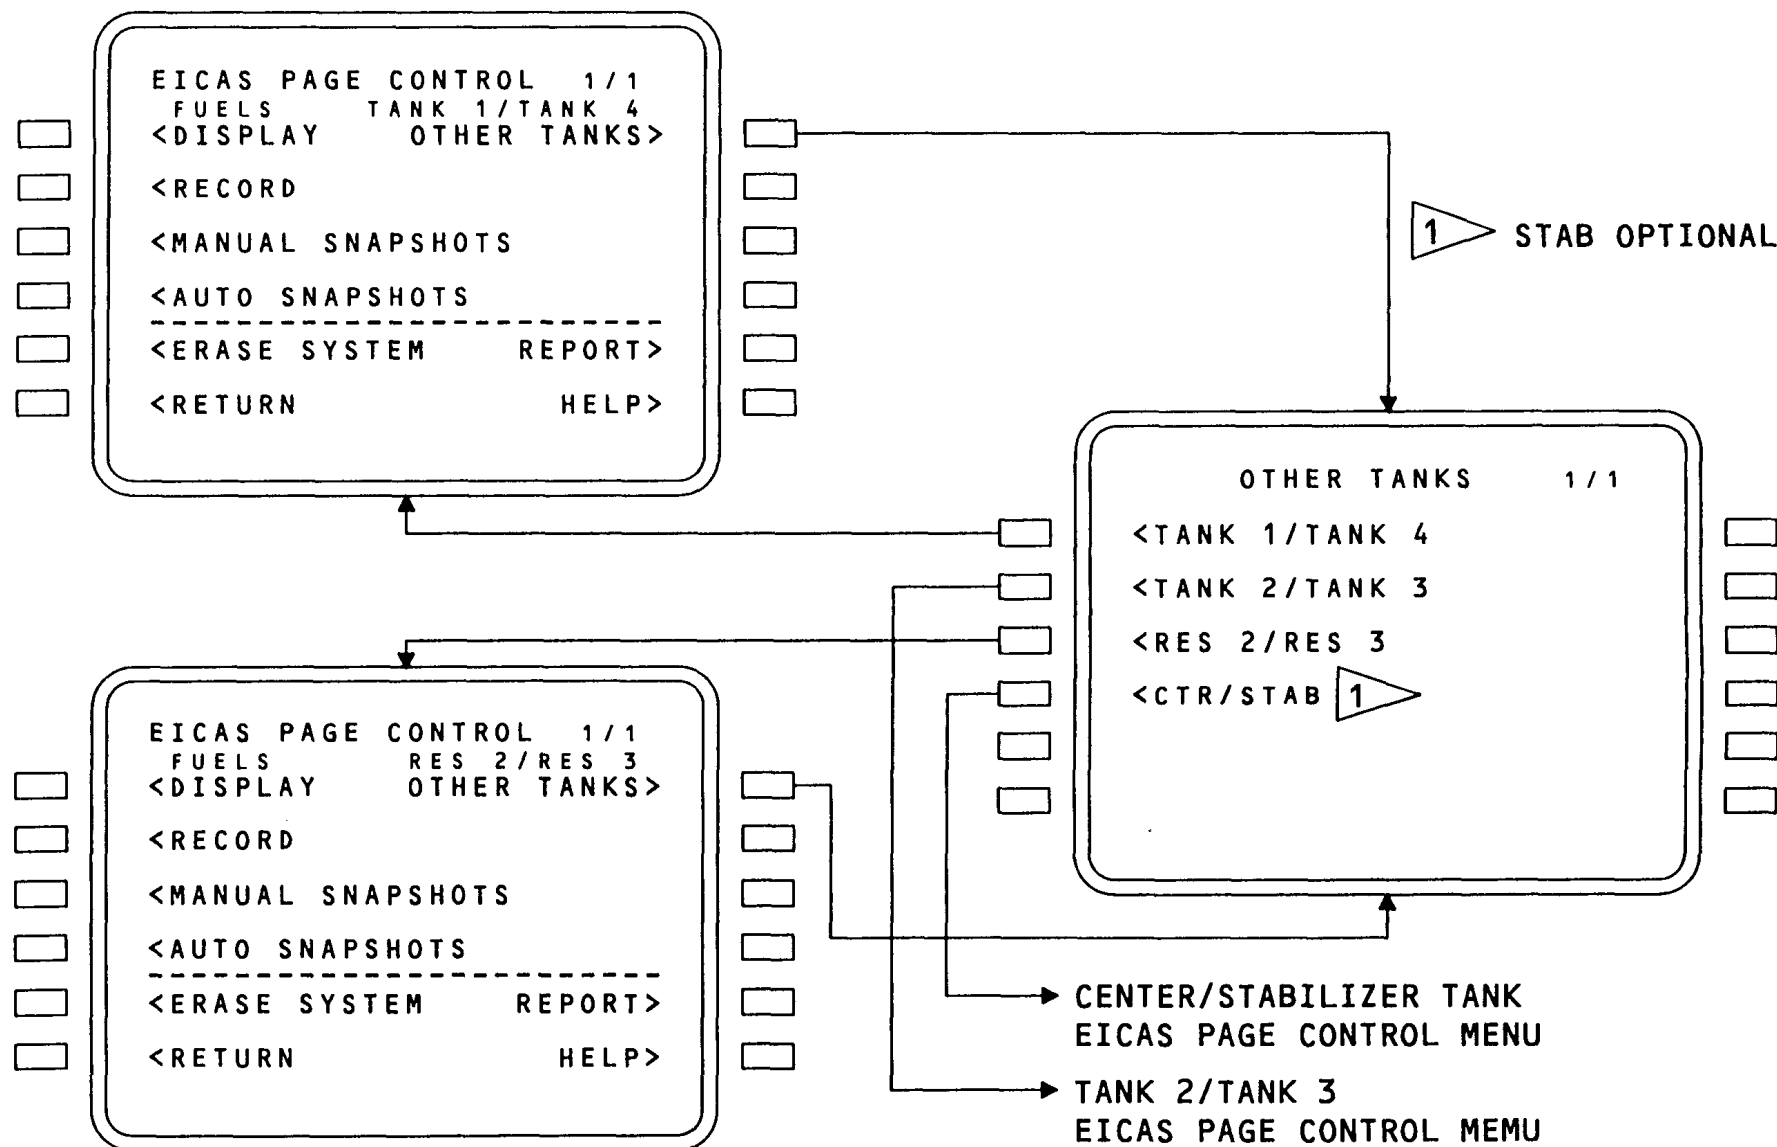 EICAS PAGE CONTROL 1/1
FUELS TANK 1/TANK 4
<DISPLAY OTHER TANKS>
<RECORD
<MANUAL SNAPSHOTS
<AUTO SNAPSHOTS
<ERASE SYSTEM REPORT>
<RETURN HELP>
1 STAB OPTIONAL
OTHER TANKS 1/1
<TANK 1/TANK 4
<TANK 2/TANK 3
<RES 2/RES 3
<CTR/STAB 1
EICAS PAGE CONTROL 1/1
FUELS RES 2/RES 3
<DISPLAY OTHER TANKS>
<RECORD
<MANUAL SNAPSHOTS
<AUTO SNAPSHOTS
<ERASE SYSTEM REPORT>
<RETURN HELP>
CENTER/STABILIZER TANK
EICAS PAGE CONTROL MENU
TANK 2/TANK 3
EICAS PAGE CONTROL MEMU